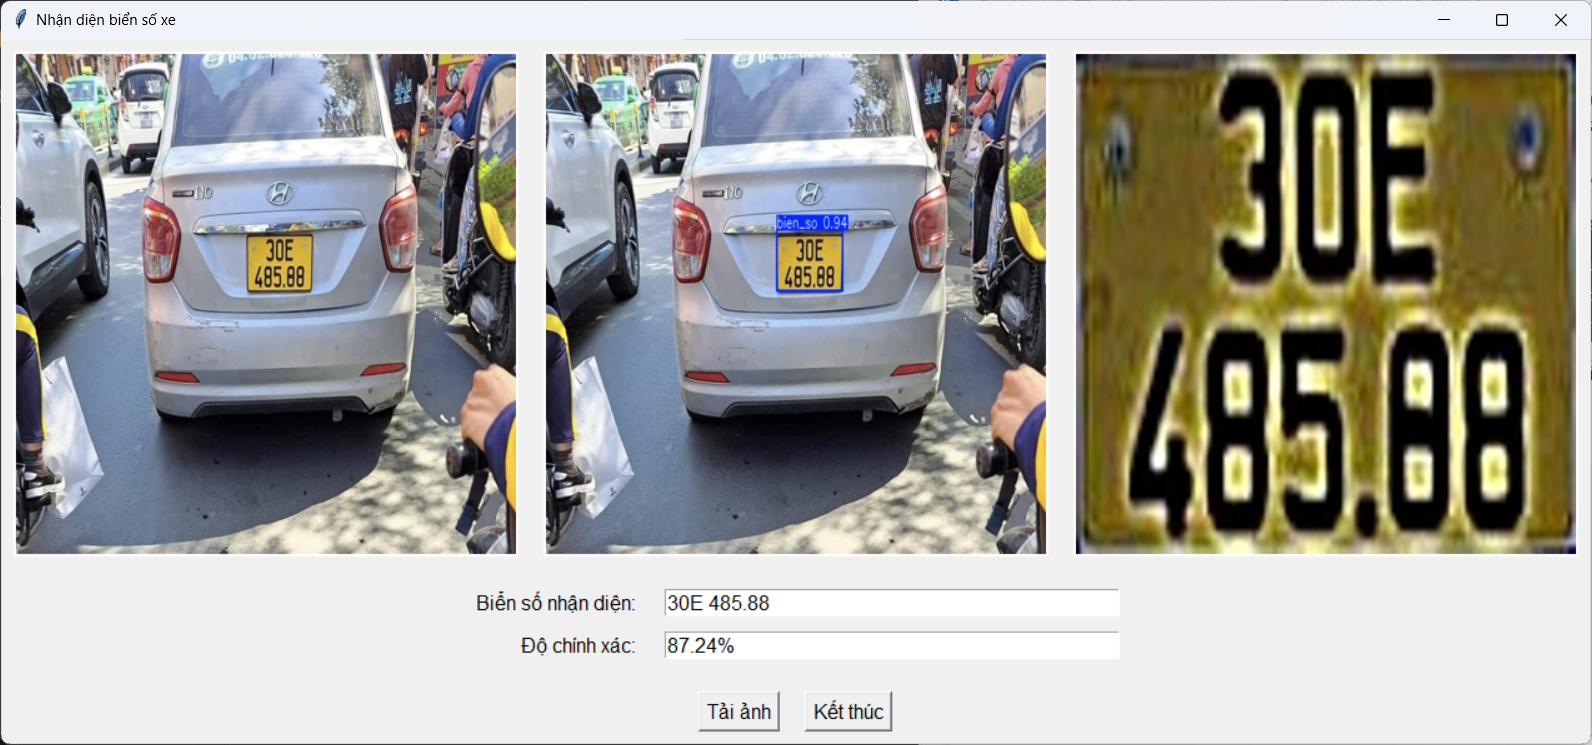 Nhận diện biển số xe
30E
485.88
bien_so 0.94
30E
485.88
30E
485.88
Biển số nhận diện: 30E 485.88
Độ chính xác: 87.24%
Tải ảnh Kết thúc